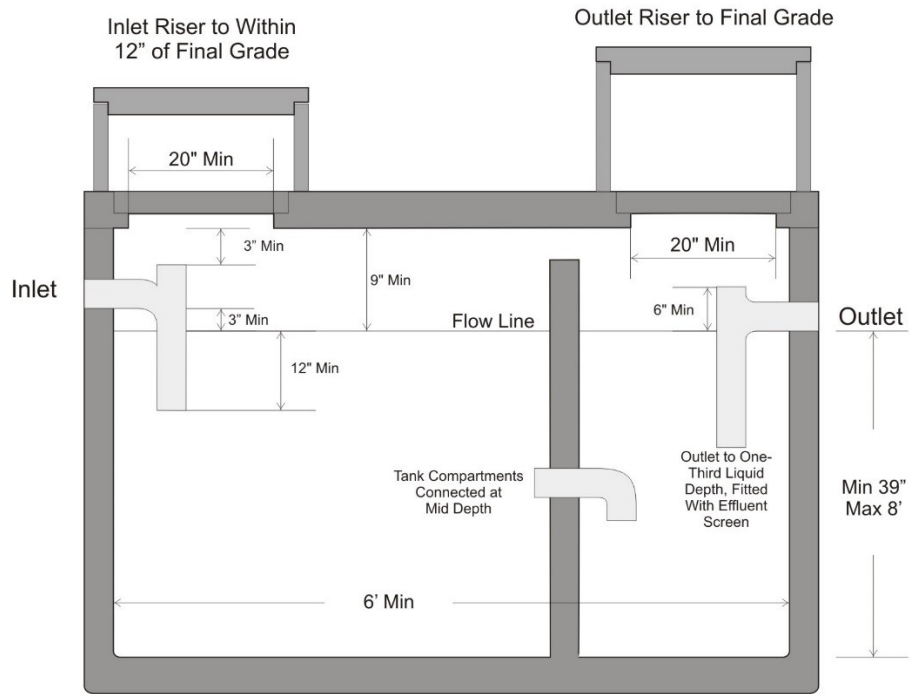 Inlet Riser to Within
12” of Final Grade
Outlet Riser to Final Grade
20" Min
3” Min
9" Min
20" Min
Inlet
3” Min
Flow Line
6" Min
Outlet
12" Min
Tank Compartments
Connected at
Mid Depth
Outlet to One-
Third Liquid
Depth, Fitted
With Effluent
Screen
Min 39”
Max 8’
6’ Min